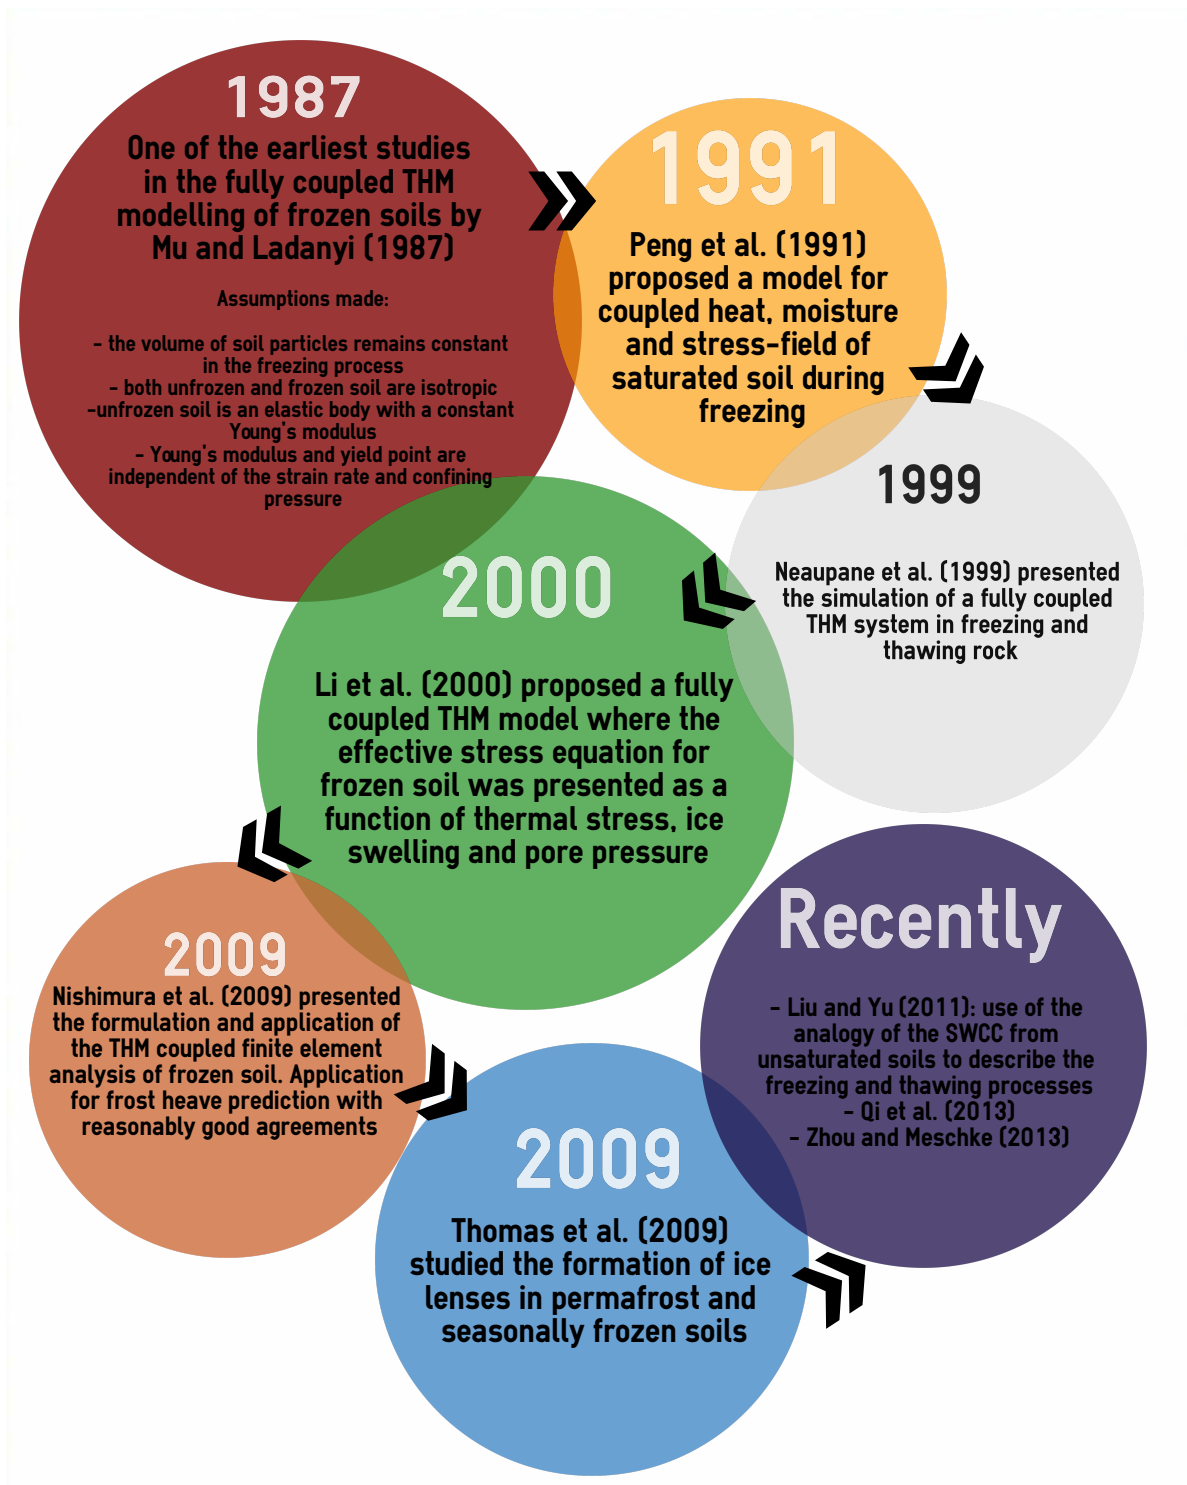 1987
One of the earliest studies
in the fully coupled THM
modelling of frozen soils by
Mu and Ladanyi (1987)
Assumptions made:
- the volume of soil particles remains constant
in the freezing process
- both unfrozen and frozen soil are isotropic
-unfrozen soil is an elastic body with a constant
Young's modulus
- Young's modulus and yield point are
independent of the strain rate and confining
pressure
1991
Peng et al. (1991)
proposed a model for
coupled heat, moisture
and stress-field of
saturated soil during
freezing
1999
Neaupane et al. (1999) presented
the simulation of a fully coupled
THM system in freezing and
thawing rock
2000
Li et al. (2000) proposed a fully
coupled THM model where the
effective stress equation for
frozen soil was presented as a
function of thermal stress, ice
swelling and pore pressure
2009
Nishimura et al. (2009) presented
the formulation and application of
the THM coupled finite element
analysis of frozen soil. Application
for frost heave prediction with
reasonably good agreements
2009
Thomas et al. (2009)
studied the formation of ice
lenses in permafrost and
seasonally frozen soils
Recently
- Liu and Yu (2011): use of the
analogy of the SWCC from
unsaturated soils to describe the
freezing and thawing processes
- Qi et al. (2013)
- Zhou and Meschke (2013)